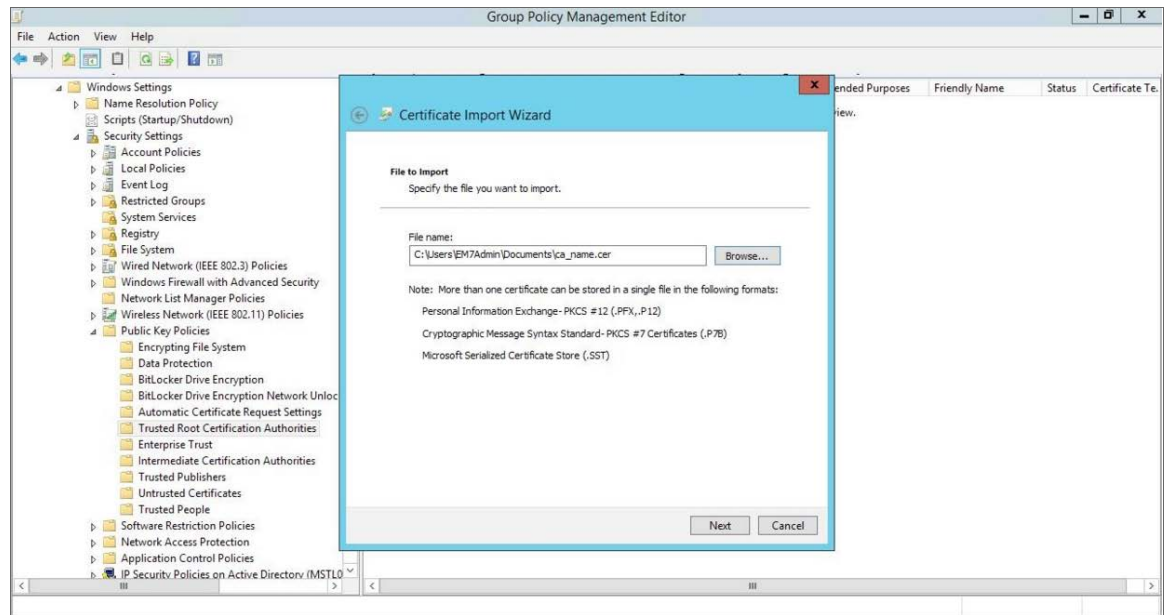 Group Policy Management Editor
File Action View Help
Windows Settings
Name Resolution Policy
Scripts (Startup/Shutdown)
Security Settings
Account Policies
Local Policies
Event Log
Restricted Groups
System Services
Registry
File System
Wired Network (IEEE 802.3) Policies
Windows Firewall with Advanced Security
Network List Manager Policies
Wireless Network (IEEE 802.11) Policies
Public Key Policies
Encrypting File System
Data Protection
BitLocker Drive Encryption
BitLocker Drive Encryption Network Unloc
Automatic Certificate Request Settings
Trusted Root Certification Authorities
Enterprise Trust
Intermediate Certification Authorities
Trusted Publishers
Untrusted Certificates
Trusted People
Software Restriction Policies
Network Access Protection
Application Control Policies
IP Security Policies on Active Directory (MSTL0
ended Purposes Friendly Name Status Certificate Te.
view.
Certificate Import Wizard
File to Import
Specify the file you want to import.
File name:
C:\Users\EM7Admin\Documents\ca_name.cer
Browse...
Note: More than one certificate can be stored in a single file in the following formats:
Personal Information Exchange- PKCS #12 (.PFX,.P12)
Cryptographic Message Syntax Standard- PKCS #7 Certificates (.P7B)
Microsoft Serialized Certificate Store (.SST)
Next Cancel